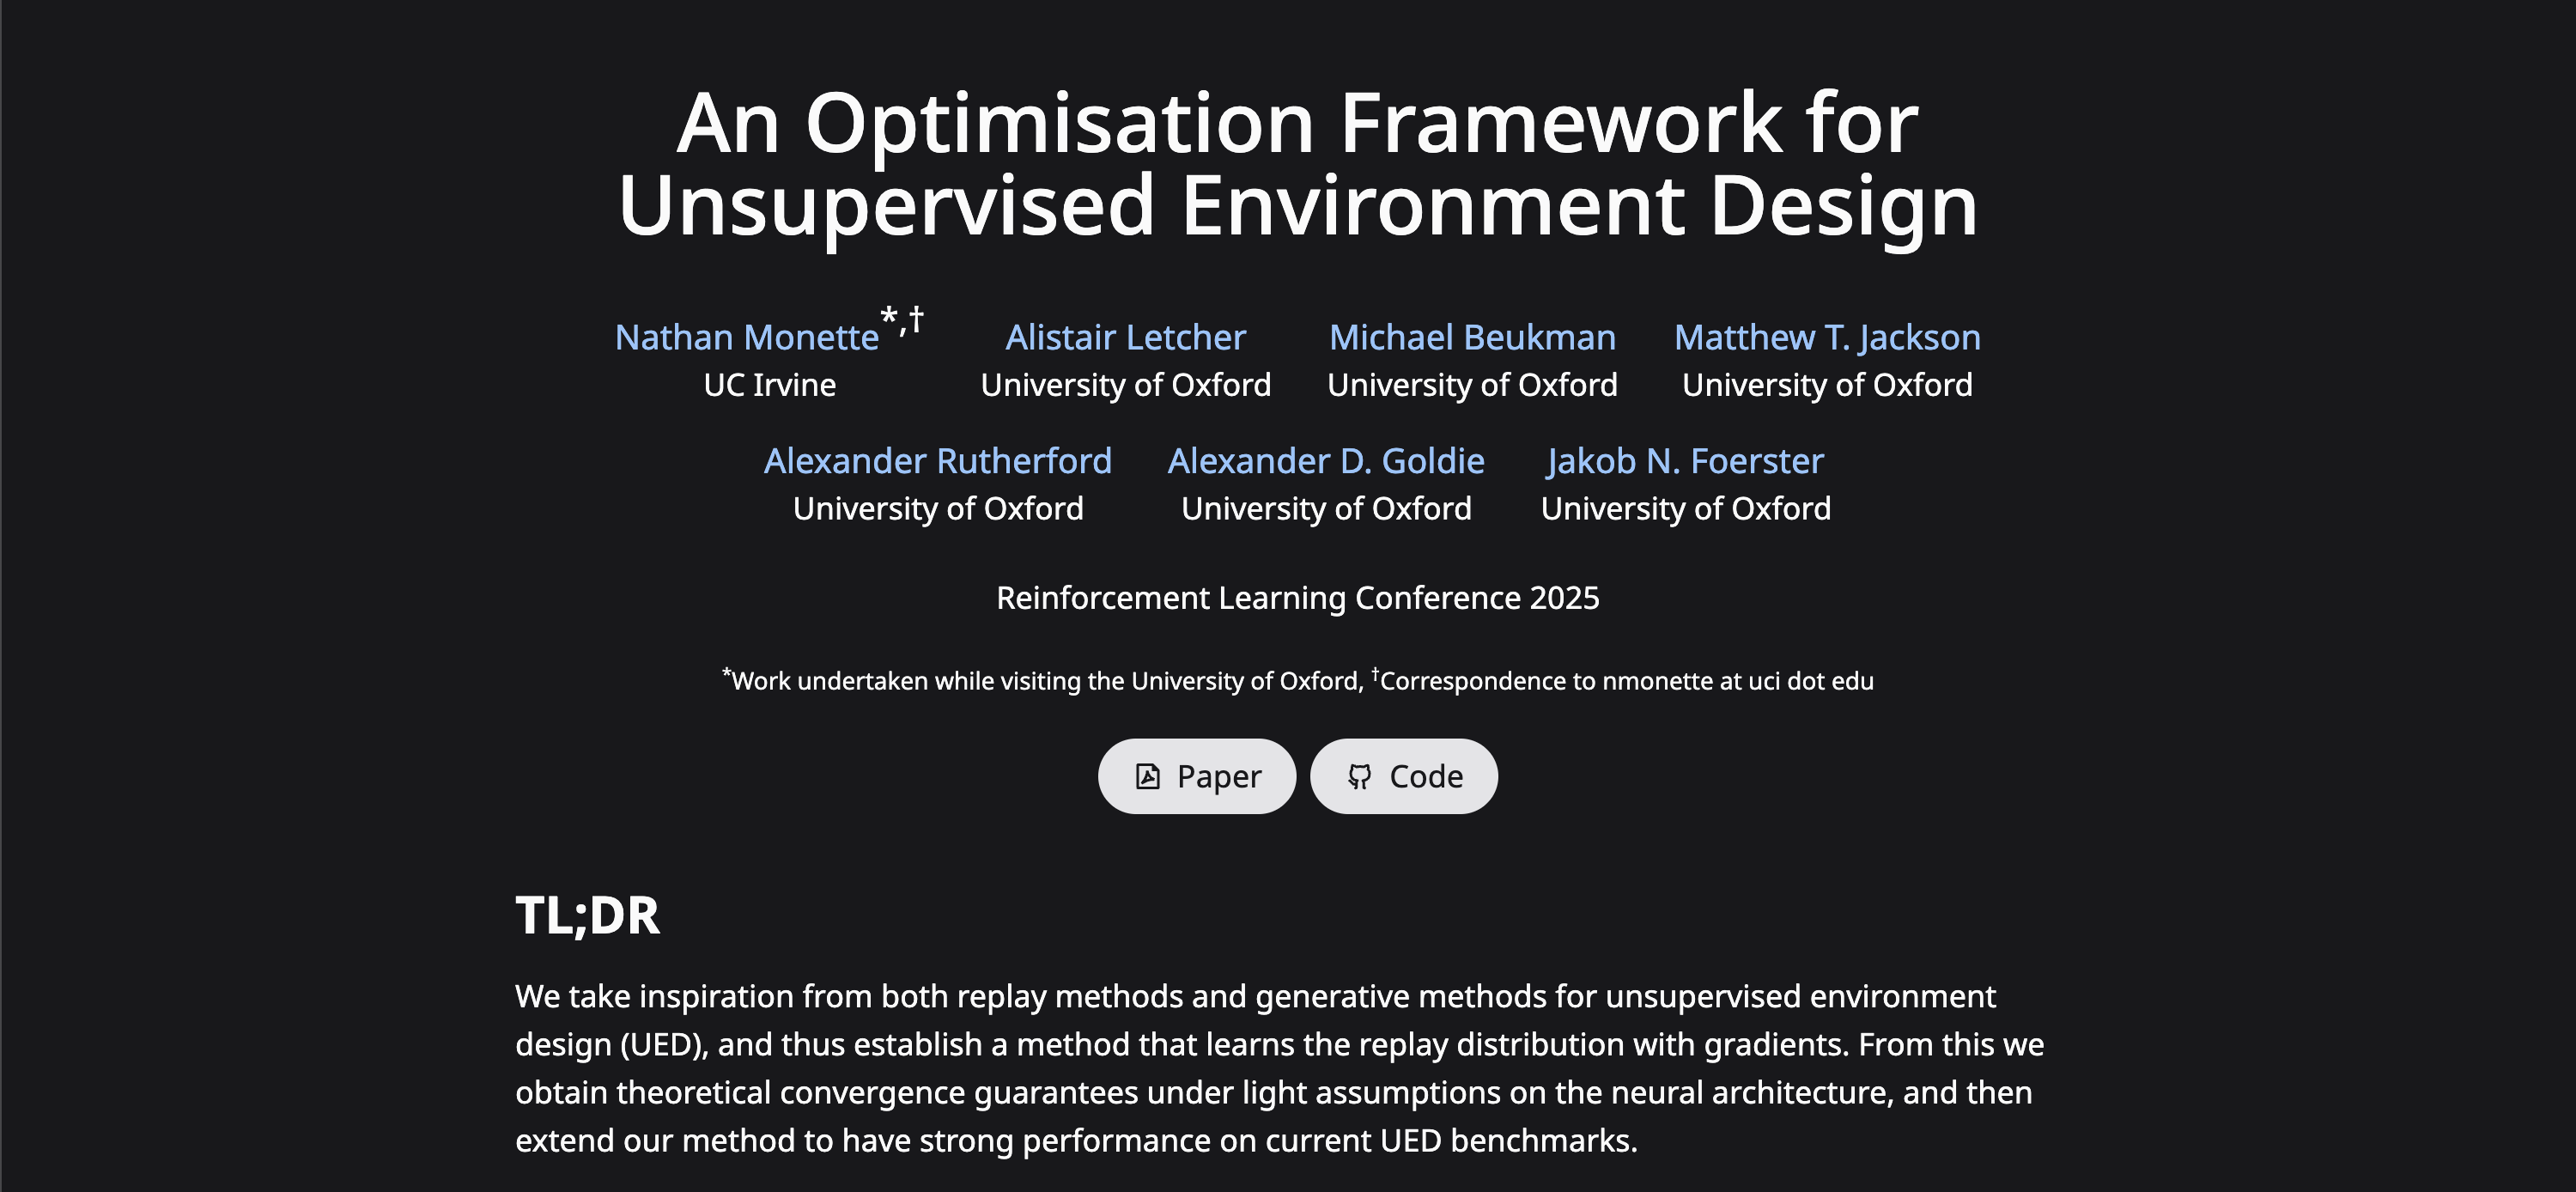 An Optimisation Framework for
Unsupervised Environment Design
Nathan Monette*,† Alistair Letcher Michael Beukman Matthew T. Jackson
UC Irvine University of Oxford University of Oxford University of Oxford
Alexander Rutherford Alexander D. Goldie Jakob N. Foerster
University of Oxford University of Oxford University of Oxford
Reinforcement Learning Conference 2025
*Work undertaken while visiting the University of Oxford, †Correspondence to nmonette at uci dot edu
Paper Code
TL;DR
We take inspiration from both replay methods and generative methods for unsupervised environment
design (UED), and thus establish a method that learns the replay distribution with gradients. From this we
obtain theoretical convergence guarantees under light assumptions on the neural architecture, and then
extend our method to have strong performance on current UED benchmarks.